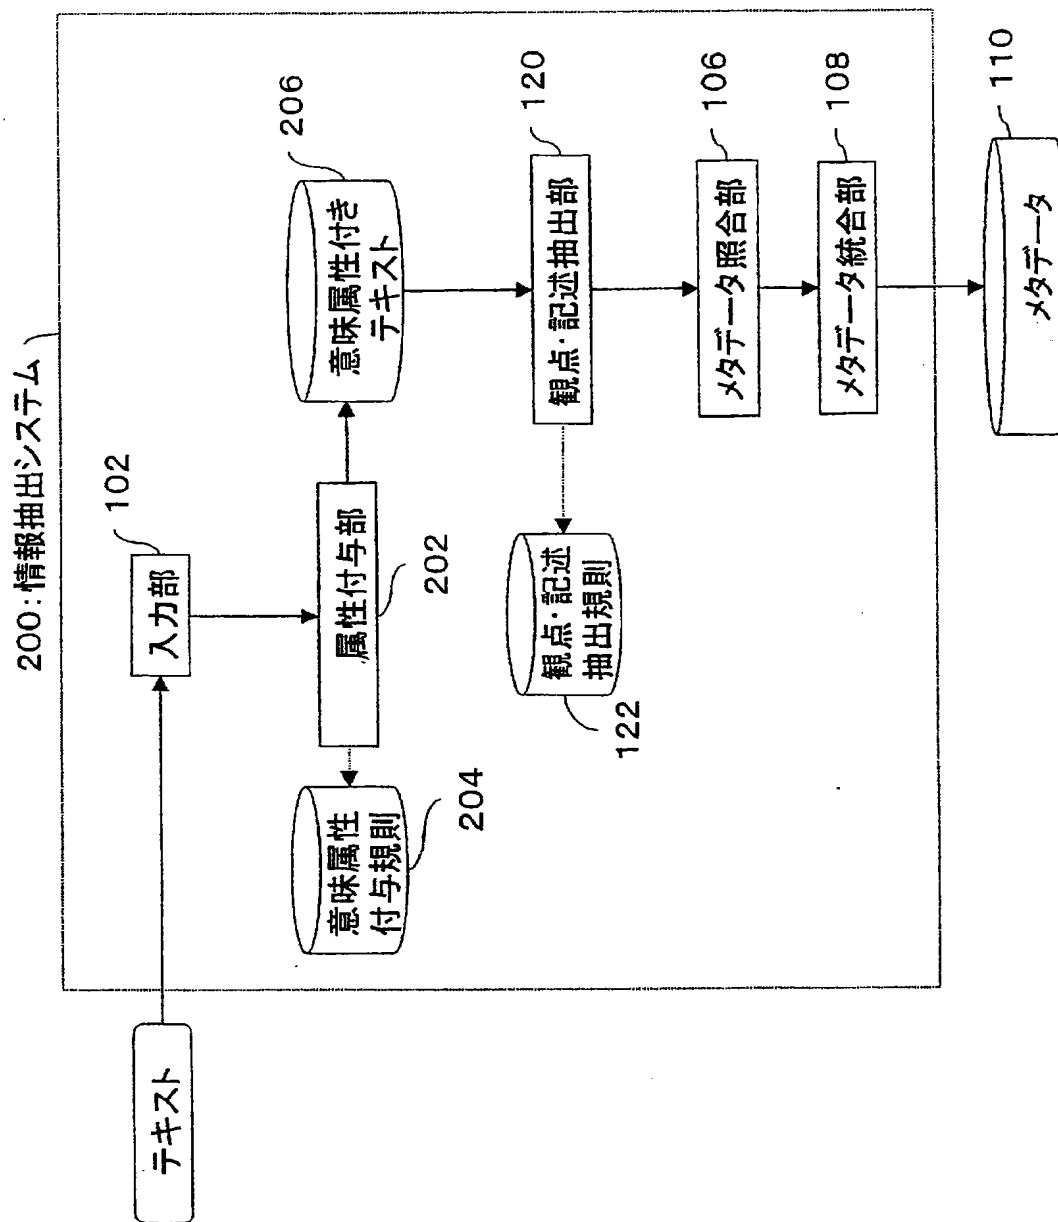 200:情報抽出システム
テキスト
入力部
102
意味属性
付与規則
204
属性付与部
202
意味属性付き
テキスト
206
観点・記述
抽出規則
122
観点・記述抽出部
120
メタデータ照合部
106
メタデータ統合部
108
メタデータ
110